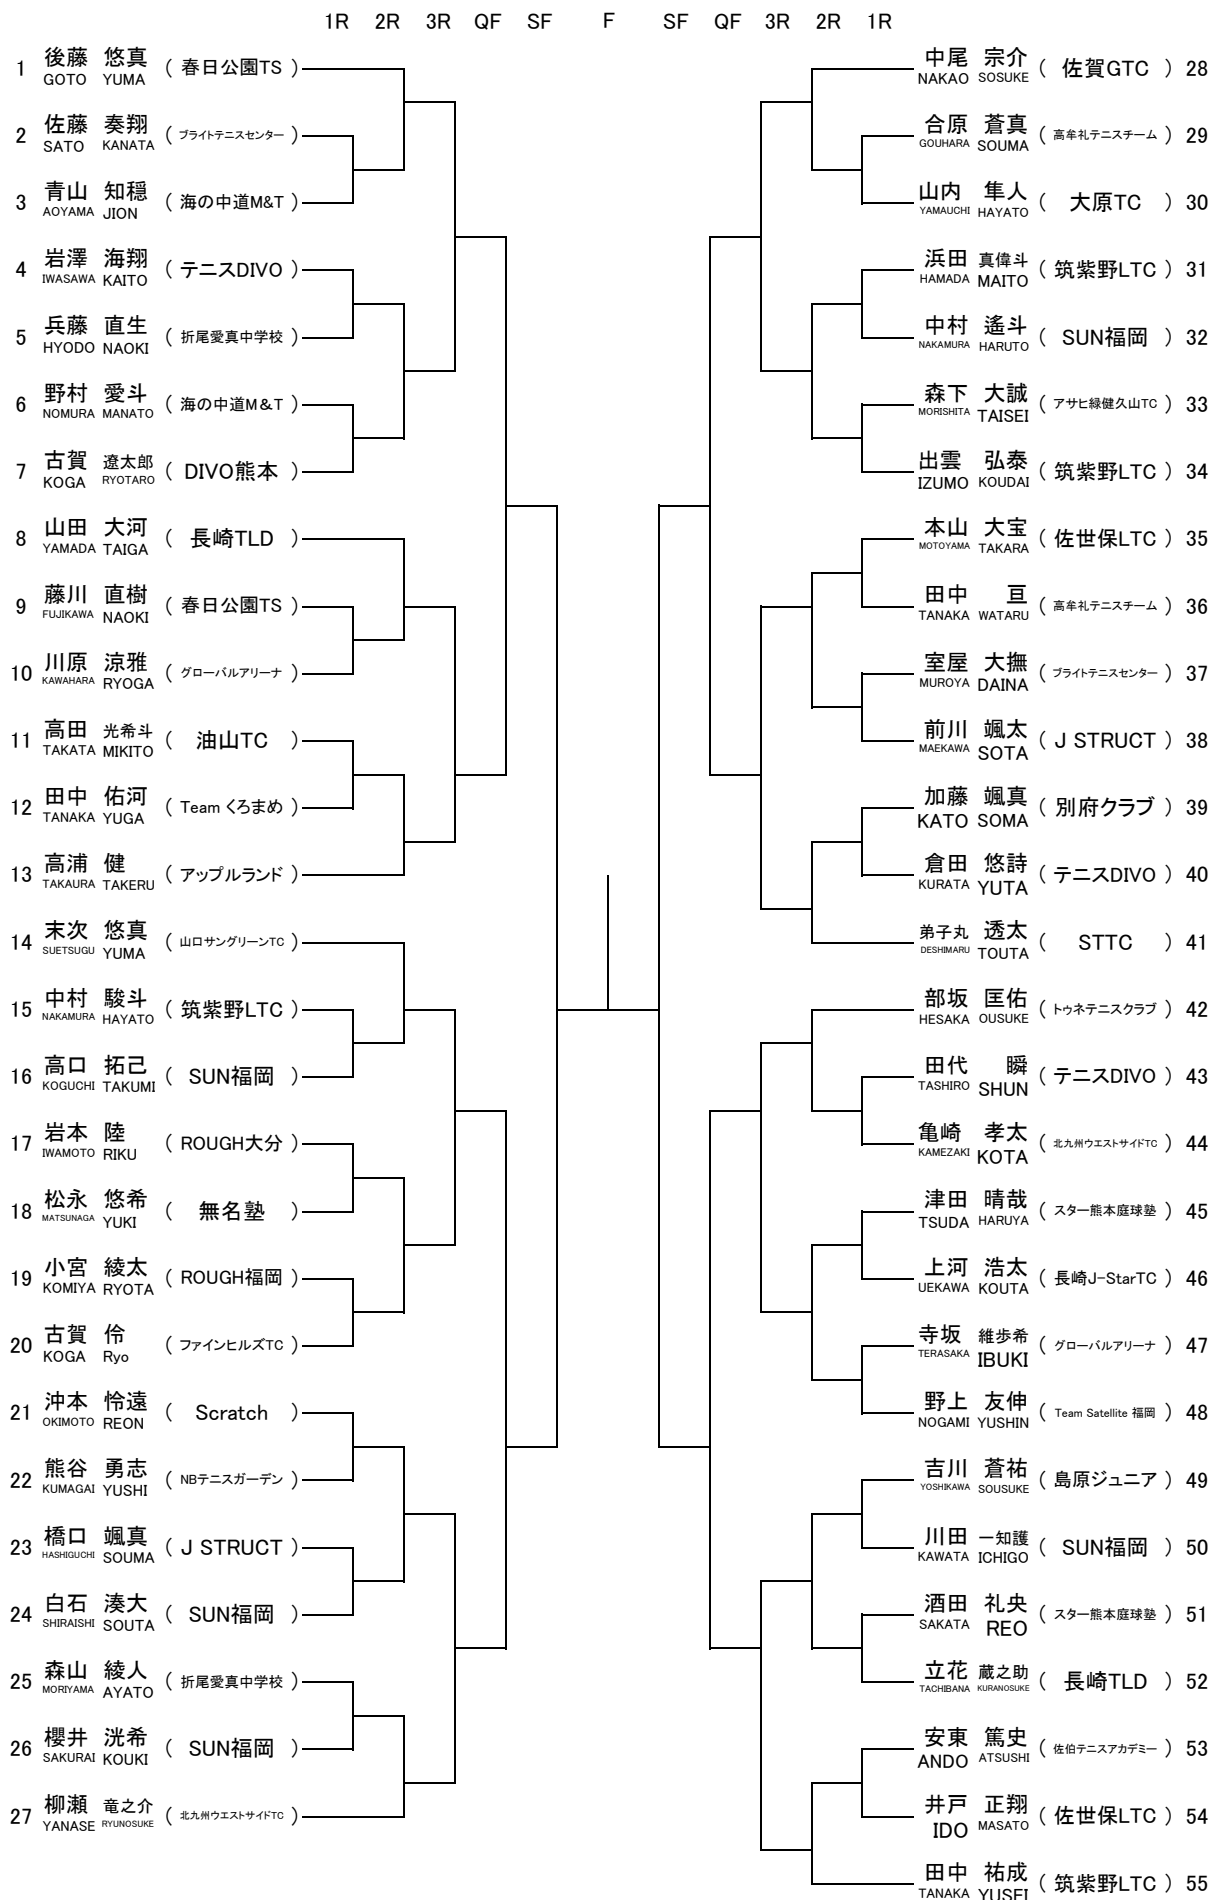 1R 2R 3R QF SF F SF QF 3R 2R 1R
1 後藤 悠真 ( 春日公園TS )
GOTO YUMA
2 佐藤 奏翔 ( ブライトテニスセンター )
SATO KANATA
3 青山 知穏 ( 海の中道M&T )
AOYAMA JION
4 岩澤 海翔 ( テニスDIVO )
IWASAWA KAITO
5 兵藤 直生 ( 折尾愛真中学校 )
HYODO NAOKI
6 野村 愛斗 ( 海の中道M&T )
NOMURA MANATO
7 古賀 遼太郎 ( DIVO熊本 )
KOGA RYOTARO
8 山田 大河 ( 長崎TLD )
YAMADA TAIGA
9 藤川 直樹 ( 春日公園TS )
FUJIKAWA NAOKI
10 川原 涼雅 ( グローバルアリーナ )
KAWAHARA RYOGA
11 高田 光希斗 ( 油山TC )
TAKATA MIKITO
12 田中 佑河 ( Team くろまめ )
TANAKA YUGA
13 高浦 健 ( アップルランド )
TAKAURA TAKERU
14 末次 悠真 ( 山口サングリーンTC )
SUETSUGU YUMA
15 中村 駿斗 ( 筑紫野LTC )
NAKAMURA HAYATO
16 高口 拓己 ( SUN福岡 )
KOGUCHI TAKUMI
17 岩本 陸 ( ROUGH大分 )
IWAMOTO RIKU
18 松永 悠希 ( 無名塾 )
MATSUNAGA YUKI
19 小宮 綾太 ( ROUGH福岡 )
KOMIYA RYOTA
20 古賀 伶 ( ファインヒルズTC )
KOGA Ryo
21 沖本 怜遠 ( Scratch )
OKIMOTO REON
22 熊谷 勇志 ( NBテニスガーデン )
KUMAGAI YUSHI
23 橋口 颯真 ( J STRUCT )
HASHIGUCHI SOUMA
24 白石 湊大 ( SUN福岡 )
SHIRAISHI SOUTA
25 森山 綾人 ( 折尾愛真中学校 )
MORIYAMA AYATO
26 櫻井 洸希 ( SUN福岡 )
SAKURAI KOUKI
27 柳瀬 竜之介 ( 北九州ウエストサイドTC )
YANASE RYUNOSUKE
中尾 宗介 ( 佐賀GTC ) 28
NAKAO SOSUKE
合原 蒼真 ( 高牟礼テニスチーム ) 29
GOUHARA SOUMA
山内 隼人 ( 大原TC ) 30
YAMAUCHI HAYATO
浜田 真偉斗 ( 筑紫野LTC ) 31
HAMADA MAITO
中村 遙斗 ( SUN福岡 ) 32
NAKAMURA HARUTO
森下 大誠 ( アサヒ緑健久山TC ) 33
MORISHITA TAISEI
出雲 弘泰 ( 筑紫野LTC ) 34
IZUMO KOUDAI
本山 大宝 ( 佐世保LTC ) 35
MOTOYAMA TAKARA
田中 亘 ( 高牟礼テニスチーム ) 36
TANAKA WATARU
室屋 大撫 ( ブライトテニスセンター ) 37
MUROYA DAINA
前川 颯太 ( J STRUCT ) 38
MAEKAWA SOTA
加藤 颯真 ( 別府クラブ ) 39
KATO SOMA
倉田 悠詩 ( テニスDIVO ) 40
KURATA YUTA
弟子丸 透太 ( STTC ) 41
DESHIMARU TOUTA
部坂 匡佑 ( トゥネテニスクラブ ) 42
HESAKA OUSUKE
田代 瞬 ( テニスDIVO ) 43
TASHIRO SHUN
亀崎 孝太 ( 北九州ウエストサイドTC ) 44
KAMEZAKI KOTA
津田 晴哉 ( スター熊本庭球塾 ) 45
TSUDA HARUYA
上河 浩太 ( 長崎J-StarTC ) 46
UEKAWA KOUTA
寺坂 維歩希 ( グローバルアリーナ ) 47
TERASAKA IBUKI
野上 友伸 ( Team Satellite 福岡 ) 48
NOGAMI YUSHIN
吉川 蒼祐 ( 島原ジュニア ) 49
YOSHIKAWA SOUSUKE
川田 一知護 ( SUN福岡 ) 50
KAWATA ICHIGO
酒田 礼央 ( スター熊本庭球塾 ) 51
SAKATA REO
立花 蔵之助 ( 長崎TLD ) 52
TACHIBANA KURANOSUKE
安東 篤史 ( 佐伯テニスアカデミー ) 53
ANDO ATSUSHI
井戸 正翔 ( 佐世保LTC ) 54
IDO MASATO
田中 祐成 ( 筑紫野LTC ) 55
TANAKA YUSEI